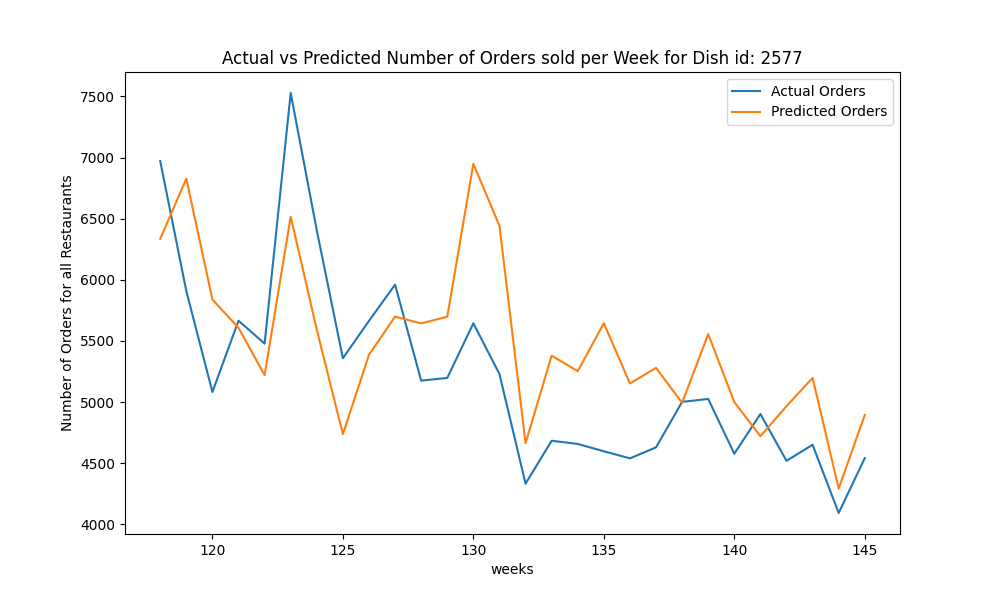 Actual vs Predicted Number of Orders sold per Week for Dish id: 2577
Actual Orders
Predicted Orders
Number of Orders for all Restaurants
7500
7000
6500
6000
5500
5000
4500
4000
120 125 130 135 140 145
weeks